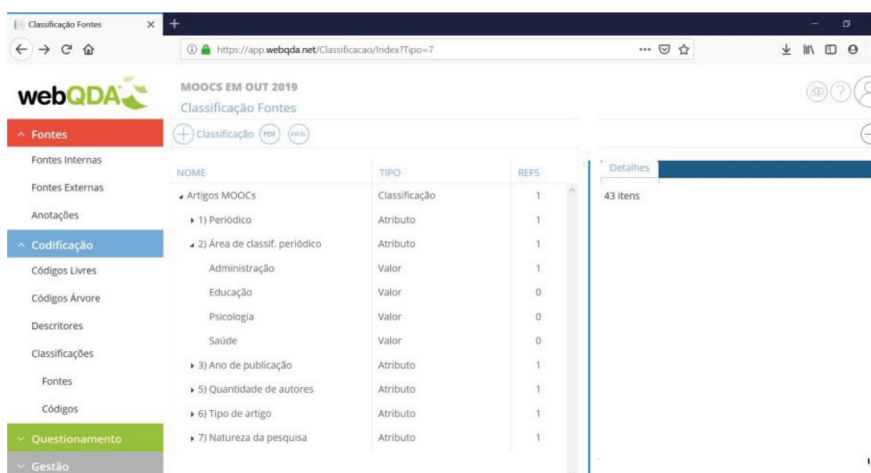 Classificação Fontes
https://app.webqda.net/Classificacao/Index?Tipo=7
webQDA
MOOCS EM OUT 2019
Classificação Fontes
Classificação PDF EXCEL
Fontes
Fontes Internas
Fontes Externas
Anotações
Codificação
Códigos Livres
Códigos Árvore
Descritores
Classificações
Fontes
Códigos
Questionamento
Gestão
NOME TIPO REFS
Artigos MOOCs Classificação 1
1) Periódico Atributo 1
2) Área de classif. periódico Atributo 1
Administração Valor 1
Educação Valor 0
Psicologia Valor 0
Saúde Valor 0
3) Ano de publicação Atributo 1
5) Quantidade de autores Atributo 1
6) Tipo de artigo Atributo 1
7) Natureza da pesquisa Atributo 1
Detalhes
43 itens